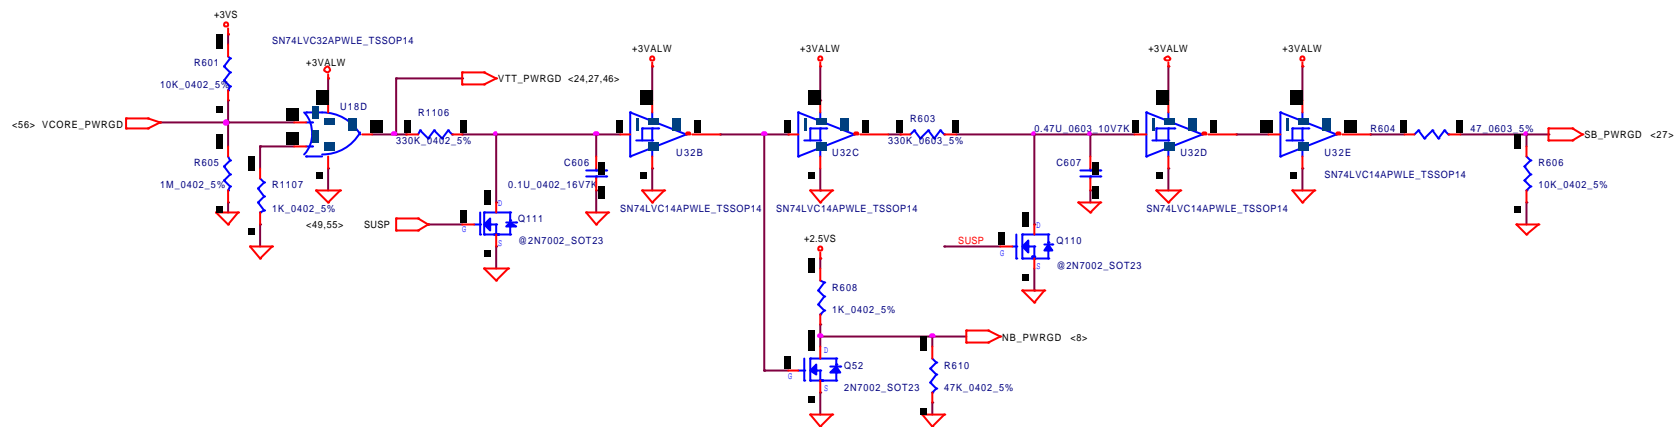 +3VS
SN74LVC32APWLE_TSSOP14
+3VALW
+3VALW
+3VALW
+3VALW
+3VALW
R601
10K_0402_5%
VTT_PWRGD <24,27,46>
U18D
R1106
330K_0402_5%
<56> VCORE_PWRGD
R603
330K_0603_5%
0.47U_0603_10V7K
R604
47_0603_5%
SB_PWRGD <27>
U32B
U32C
U32D
U32E
R605
1M_0402_5%
R1107
1K_0402_5%
C606
0.1U_0402_16V7K
C607
SN74LVC14APWLE_TSSOP14
R606
10K_0402_5%
SN74LVC14APWLE_TSSOP14
SN74LVC14APWLE_TSSOP14
SN74LVC14APWLE_TSSOP14
<49,55>
SUSP
D
G
S
Q111
@2N7002_SOT23
+2.5VS
SUSP
D
G
S
Q110
@2N7002_SOT23
R608
1K_0402_5%
NB_PWRGD <8>
D
G
S
Q52
2N7002_SOT23
R610
47K_0402_5%